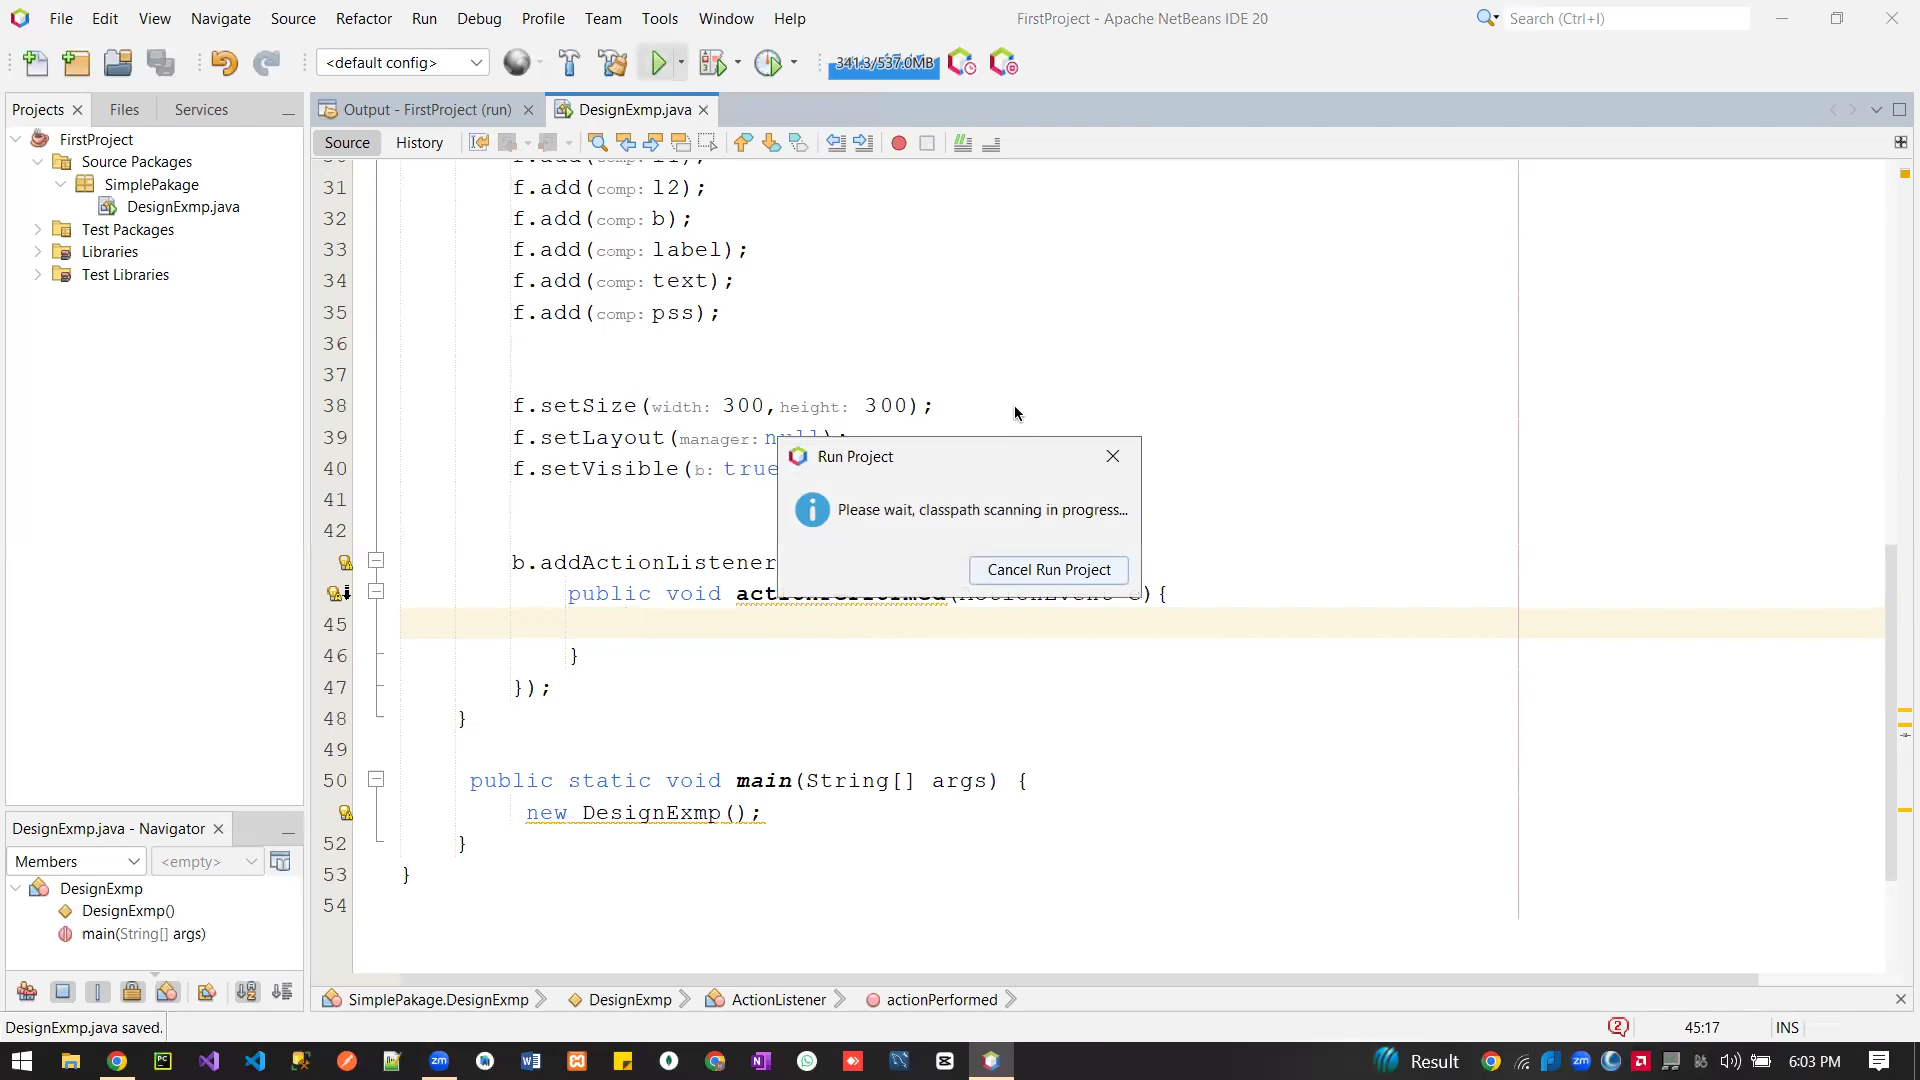 File Edit View Navigate Source Refactor Run Debug Profile Team Tools Window Help FirstProject - Apache NetBeans IDE 20 Search (Ctrl+I)
<default config> 341.3/537.0MB
Projects Files Services Output - FirstProject (run) DesignExmp.java
Source History
FirstProject
Source Packages
SimplePakage
DesignExmp.java
Test Packages
Libraries
Test Libraries
31 f.add(comp: l2);
32 f.add(comp: b);
33 f.add(comp: label);
34 f.add(comp: text);
35 f.add(comp: pss);
36
37
38 f.setSize(width: 300,height: 300);
39 f.setLayout(manager:null);
40 f.setVisible(b: true
41
42
b.addActionListener
public void actionPerformed(ActionEvent e){
45
46 }
47 });
48 }
49
50 public static void main(String[] args) {
new DesignExmp();
52 }
53 }
54
Run Project
Please wait, classpath scanning in progress...
Cancel Run Project
DesignExmp.java - Navigator
Members <empty>
DesignExmp
DesignExmp()
main(String[] args)
SimplePakage.DesignExmp DesignExmp ActionListener actionPerformed
DesignExmp.java saved. 2 45:17 INS
Result 6:03 PM